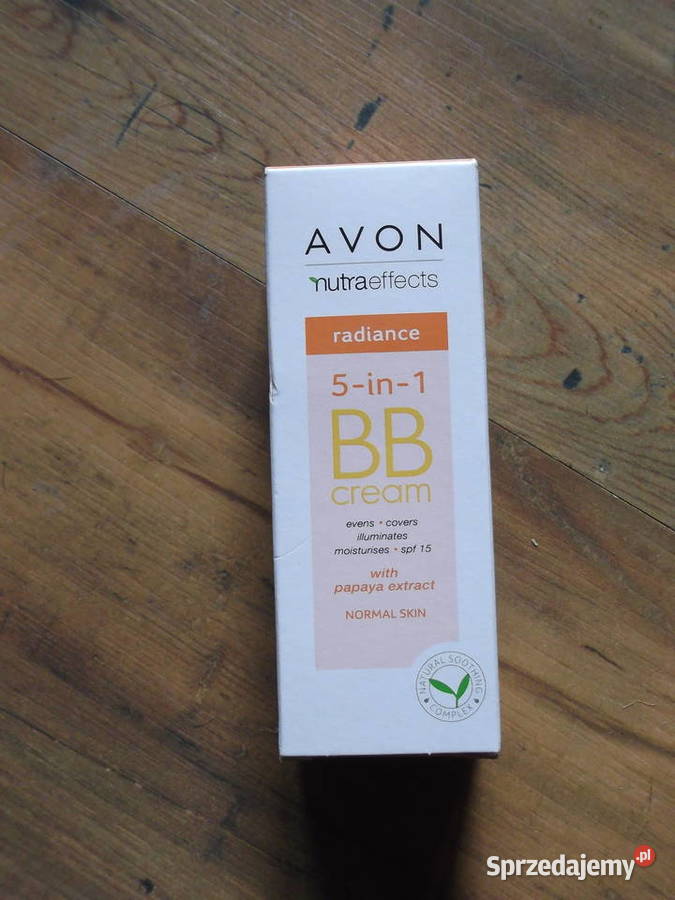 AVON
nutraeffects
radiance
5-in-1
BB
cream
evens • covers
illuminates
moisturises • spf 15
with
papaya extract
NORMAL SKIN
NATURAL SOOTHING
COMPLEX
Sprzedajemy.pl